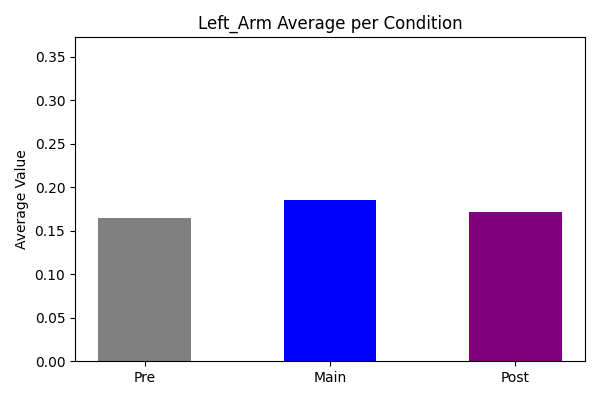 Left_Arm Average per Condition
Average Value
0.35
0.30
0.25
0.20
0.15
0.10
0.05
0.00
Pre
Main
Post